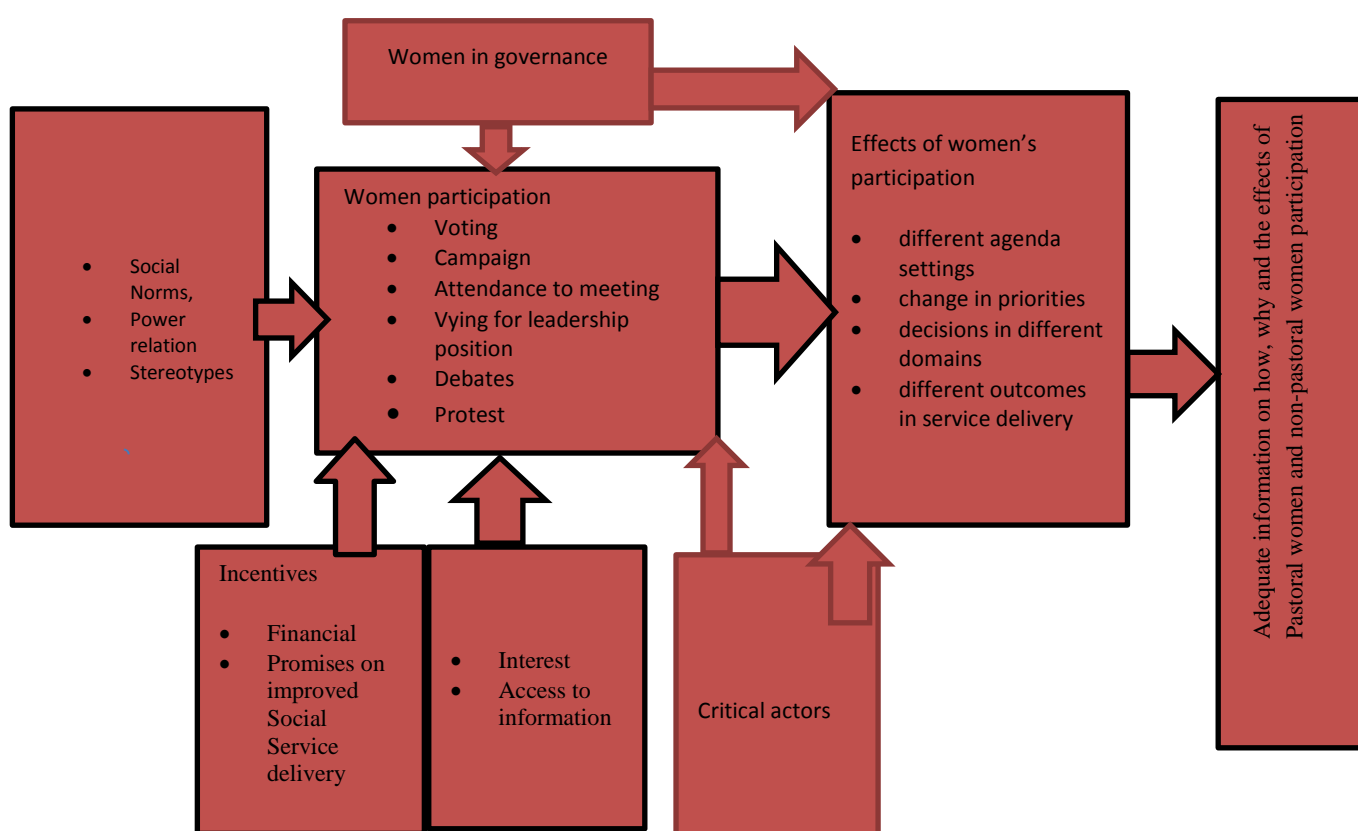 Women in governance
Social
Norms,
Power
relation
Stereotypes
Women participation
Voting
Campaign
Attendance to meeting
Vying for leadership
position
Debates
Protest
Effects of women’s
participation
different agenda
settings
change in priorities
decisions in different
domains
different outcomes
in service delivery
Adequate information on how, why and the effects of
Pastoral women and non-pastoral women participation
Incentives
Financial
Promises on
improved
Social
Service
delivery
Interest
Access to
information
Critical actors